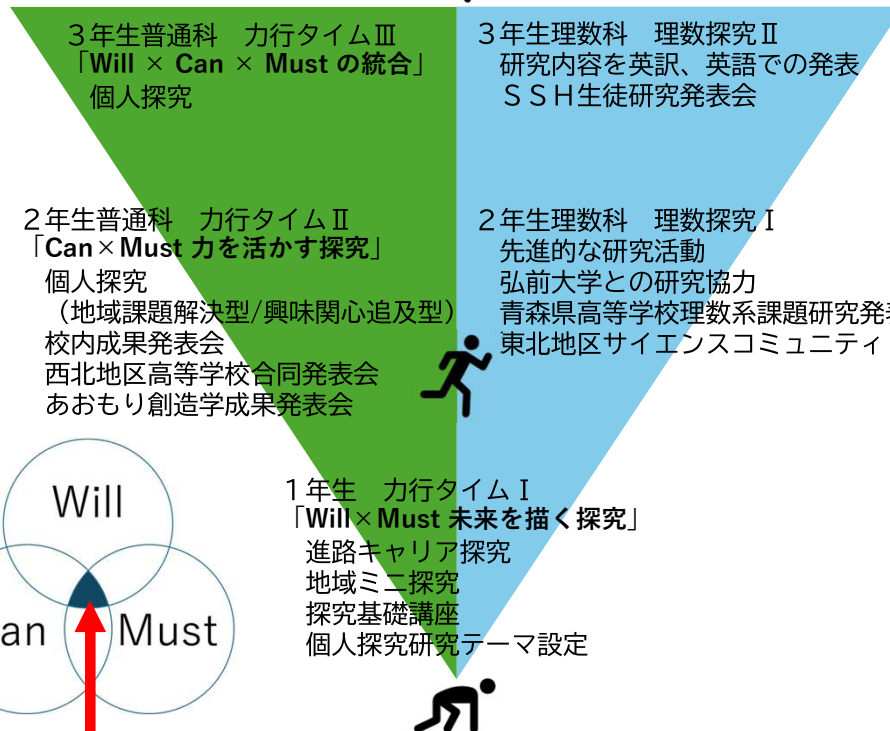 3年生普通科　力行タイムⅢ
「Will × Can × Must の統合」
個人探究
3年生理数科　理数探究Ⅱ
研究内容を英訳、英語での発表
ＳＳＨ生徒研究発表会
2年生普通科　力行タイムⅡ
「Can×Must 力を活かす探究」
個人探究
（地域課題解決型/興味関心追及型）
校内成果発表会
西北地区高等学校合同発表会
あおもり創造学成果発表会
2年生理数科　理数探究Ⅰ
先進的な研究活動
弘前大学との研究協力
青森県高等学校理数系課題研究発
東北地区サイエンスコミュニティ
1年生　力行タイムⅠ
「Will×Must 未来を描く探究」
進路キャリア探究
地域ミニ探究
探究基礎講座
個人探究研究テーマ設定
Will
an
Must